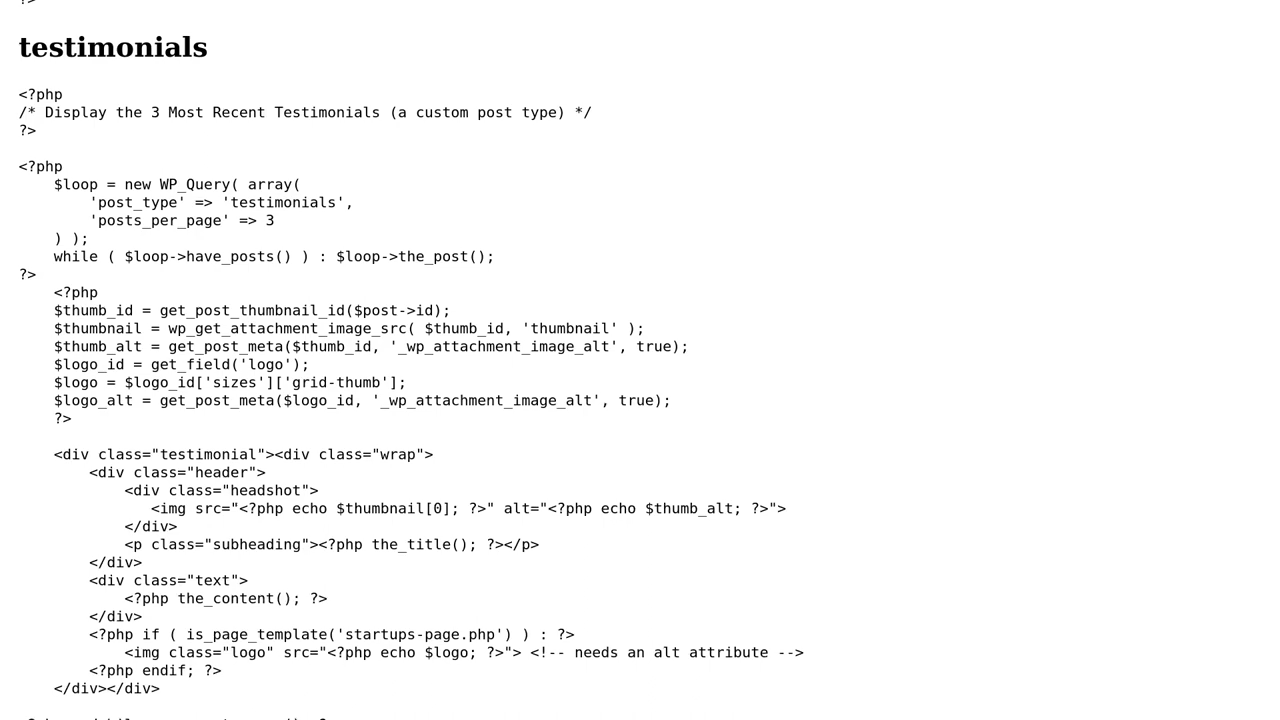 ?>
testimonials
<?php
/* Display the 3 Most Recent Testimonials (a custom post type) */
?>
<?php
    $loop = new WP_Query( array(
        'post_type' => 'testimonials',
        'posts_per_page' => 3
    ) );
    while ( $loop->have_posts() ) : $loop->the_post();
?>
    <?php
    $thumb_id = get_post_thumbnail_id($post->id);
    $thumbnail = wp_get_attachment_image_src( $thumb_id, 'thumbnail' );
    $thumb_alt = get_post_meta($thumb_id, '_wp_attachment_image_alt', true);
    $logo_id = get_field('logo');
    $logo = $logo_id['sizes']['grid-thumb'];
    $logo_alt = get_post_meta($logo_id, '_wp_attachment_image_alt', true);
    ?>
    <div class="testimonial"><div class="wrap">
        <div class="header">
            <div class="headshot">
               <img src="<?php echo $thumbnail[0]; ?>" alt="<?php echo $thumb_alt; ?>">
            </div>
            <p class="subheading"><?php the_title(); ?></p>
        </div>
        <div class="text">
            <?php the_content(); ?>
        </div>
        <?php if ( is_page_template('startups-page.php') ) : ?>
            <img class="logo" src="<?php echo $logo; ?>"> <!-- needs an alt attribute -->
        <?php endif; ?>
    </div></div>